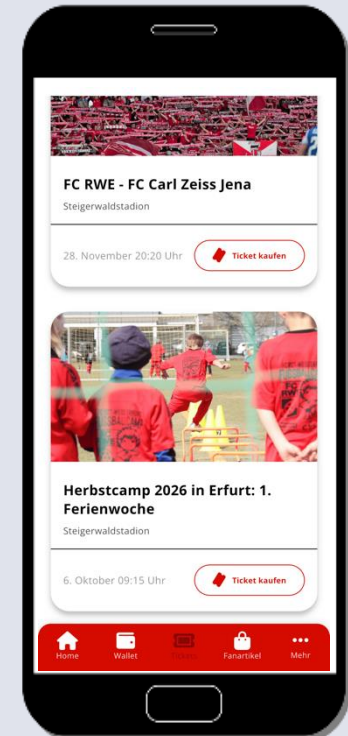 FC RWE - FC Carl Zeiss Jena
Steigerwaldstadion
28. November 20:20 Uhr
Ticket kaufen
Herbstcamp 2026 in Erfurt: 1.
Ferienwoche
Steigerwaldstadion
6. Oktober 09:15 Uhr
Ticket kaufen
Home Wallet Tickets Fanartikel Mehr